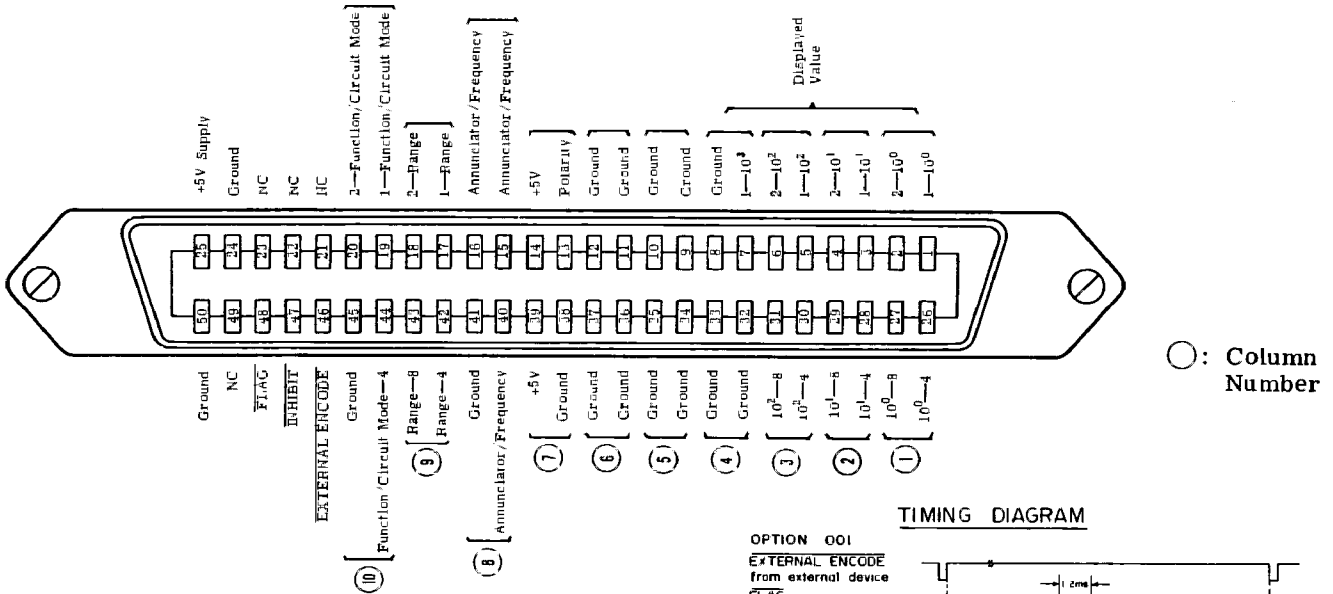 +5V Supply
Ground
NC
NC
NC
2—Function/Circuit Mode
1—Function/Circuit Mode
2—Range
1—Range
Annunciator/Frequency
Annunciator/Frequency
+5V
Polarity
Ground
Ground
Ground
Ground
Ground
1—10³
2—10²
1—10²
2—10¹
1—10¹
2—10⁰
1—10⁰
Displayed
Value
25 24 23 22 21 20 19 18 17 16 15 14 13 12 11 10 9 8 7 6 5 4 3 2 1
50 49 48 47 46 45 44 43 42 41 40 39 38 37 36 35 34 33 32 31 30 29 28 27 26
Ground
NC
FLAG
INHIBIT
EXTERNAL ENCODE
Ground
Function/Circuit Mode—4
Range—8
Range—4
Ground
Annunciator/Frequency
+5V
Ground
Ground
Ground
Ground
Ground
Ground
Ground
10²—8
10²—4
10¹—8
10¹—4
10⁰—8
10⁰—4
10 9 8 7 6 5 4 3 2 1
: Column
Number
TIMING DIAGRAM
OPTION 001
EXTERNAL ENCODE
from external device
FLAG
1.2ms